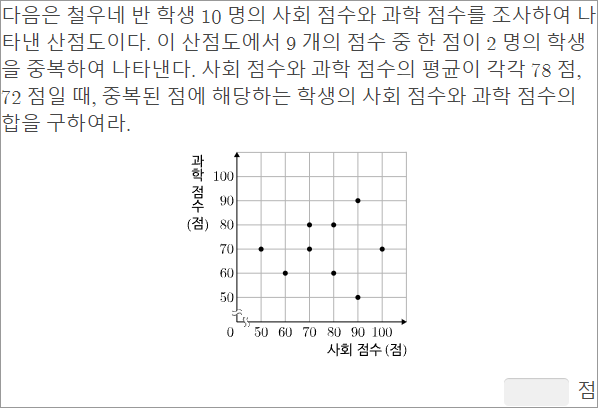 다음은 철우네 반 학생 10 명의 사회 점수와 과학 점수를 조사하여 나
타낸 산점도이다. 이 산점도에서 9 개의 점수 중 한 점이 2 명의 학생
을 중복하여 나타낸다. 사회 점수와 과학 점수의 평균이 각각 78 점,
72 점일 때, 중복된 점에 해당하는 학생의 사회 점수와 과학 점수의
합을 구하여라.
과학 점수 (점)
100
90
80
70
60
50
0 50 60 70 80 90 100
사회 점수 (점)
점